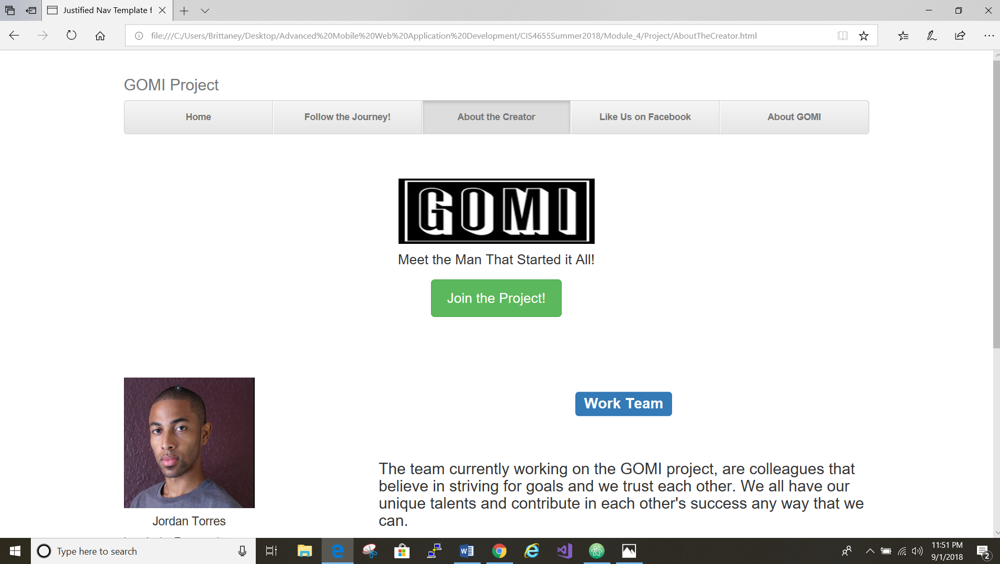 Justified Nav Template f
file:///C:/Users/Brittaney/Desktop/Advanced%20Mobile%20Web%20Application%20Development/CIS4655Summer2018/Module_4/Project/AboutTheCreator.html
GOMI Project
Home
Follow the Journey!
About the Creator
Like Us on Facebook
About GOMI
GOMI
Meet the Man That Started it All!
Join the Project!
Work Team
The team currently working on the GOMI project, are colleagues that
believe in striving for goals and we trust each other. We all have our
unique talents and contribute in each other's success any way that we
can.
Jordan Torres
Type here to search
11:51 PM
9/1/2018
2